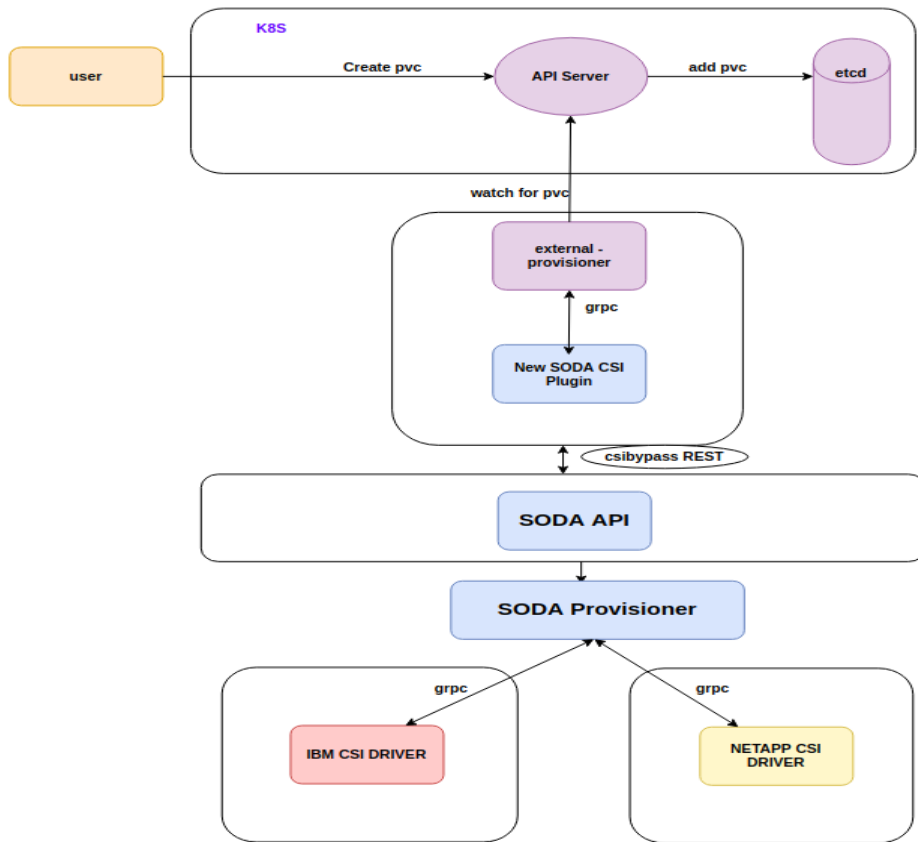 K8S
user
Create pvc
API Server
add pvc
etcd
watch for pvc
external -
provisioner
grpc
New SODA CSI
Plugin
csibypass REST
SODA API
SODA Provisioner
grpc
grpc
IBM CSI DRIVER
NETAPP CSI
DRIVER